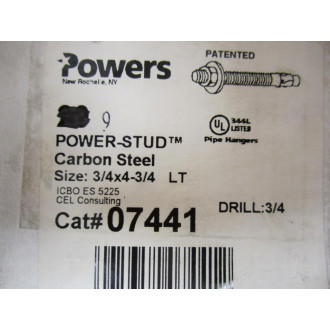 Powers
New Rochelle, NY
PATENTED
9
UL 344L
LISTED
Pipe Hangers
POWER-STUD™
Carbon Steel
Size: 3/4x4-3/4 LT
ICBO ES 5225
CEL Consulting
DRILL:3/4
Cat# 07441